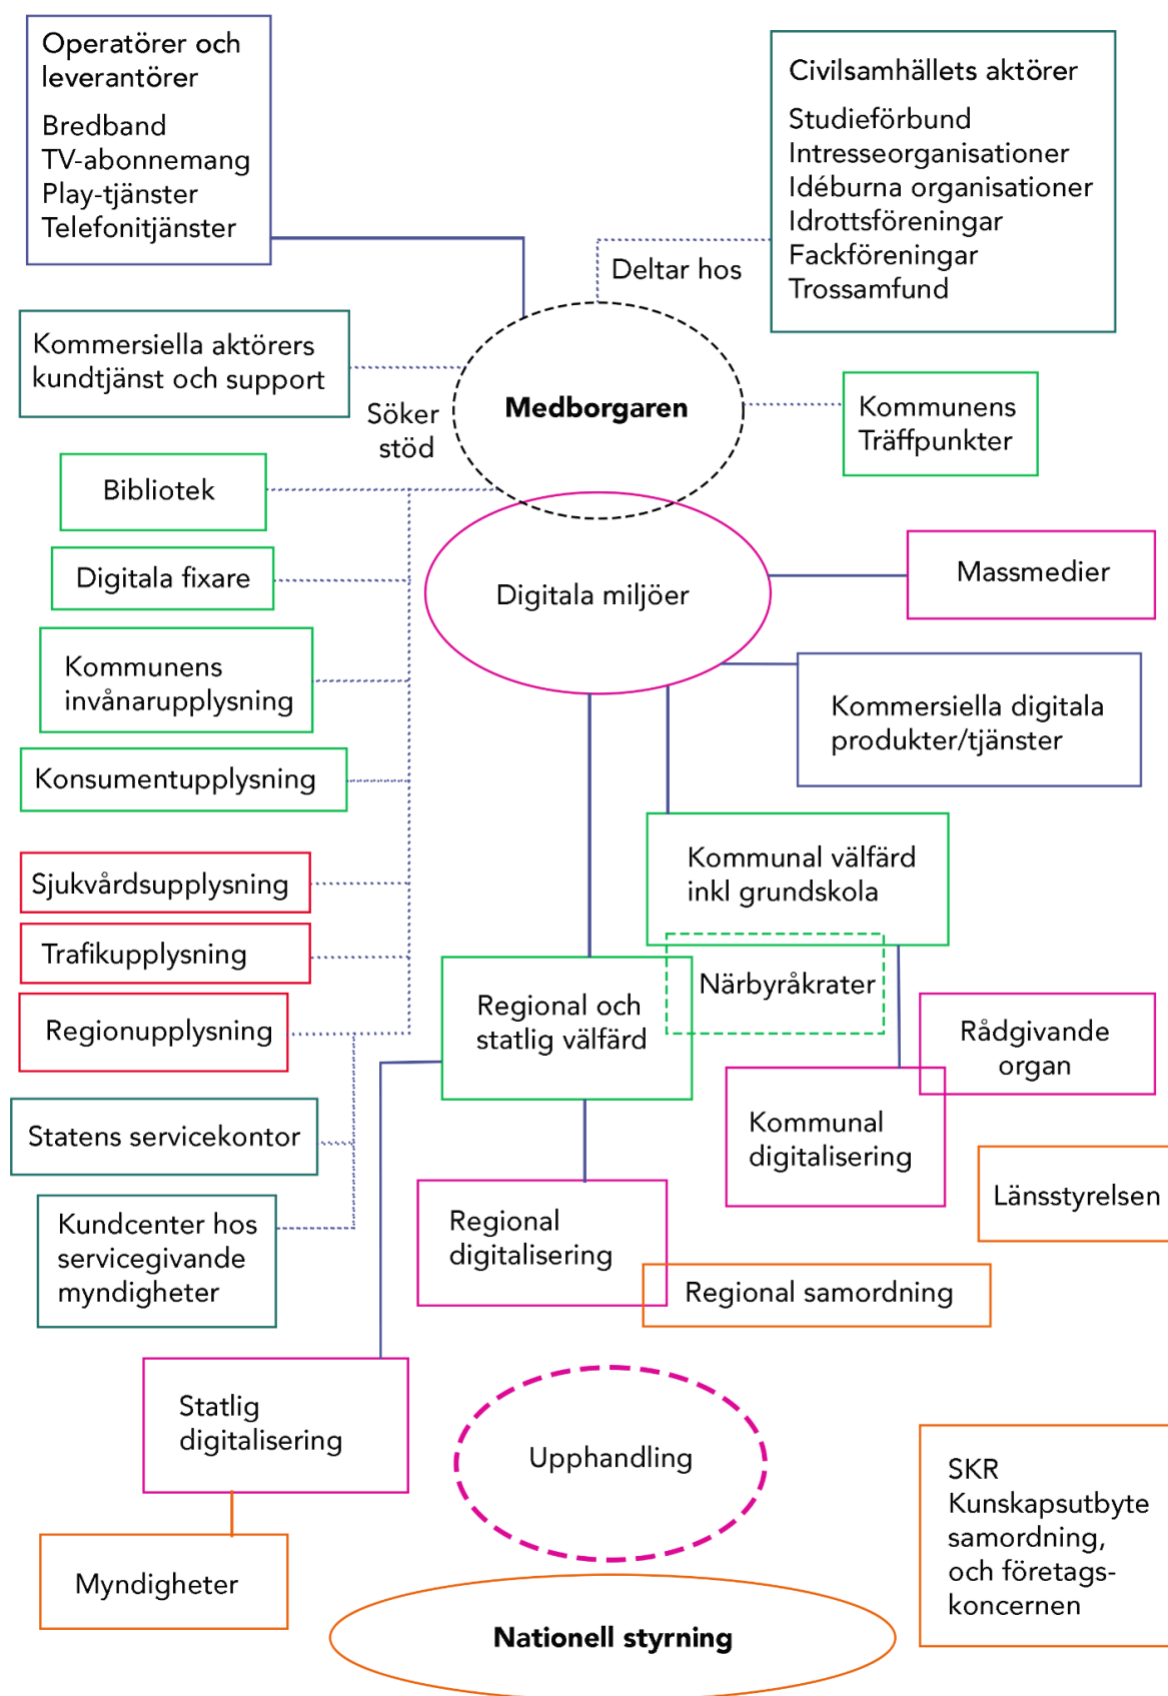 Operatörer och
leverantörer
Bredband
TV-abonnemang
Play-tjänster
Telefonitjänster
Civilsamhällets aktörer
Studieförbund
Intresseorganisationer
Idéburna organisationer
Idrottsföreningar
Fackföreningar
Trossamfund
Deltar hos
Kommersiella aktörers
kundtjänst och support
Söker
stöd
Medborgaren
Kommunens
Träffpunkter
Bibliotek
Digitala fixare
Digitala miljöer
Massmedier
Kommunens
invånarupplysning
Kommersiella digitala
produkter/tjänster
Konsumentupplysning
Sjukvårdsupplysning
Kommunal välfärd
inkl grundskola
Trafikupplysning
Närbyråkrater
Regionupplysning
Regional och
statlig välfärd
Rådgivande
organ
Statens servicekontor
Kommunal
digitalisering
Länsstyrelsen
Kundcenter hos
servicegivande
myndigheter
Regional
digitalisering
Regional samordning
Statlig
digitalisering
Upphandling
SKR
Kunskapsutbyte
samordning,
och företags-
koncernen
Myndigheter
Nationell styrning